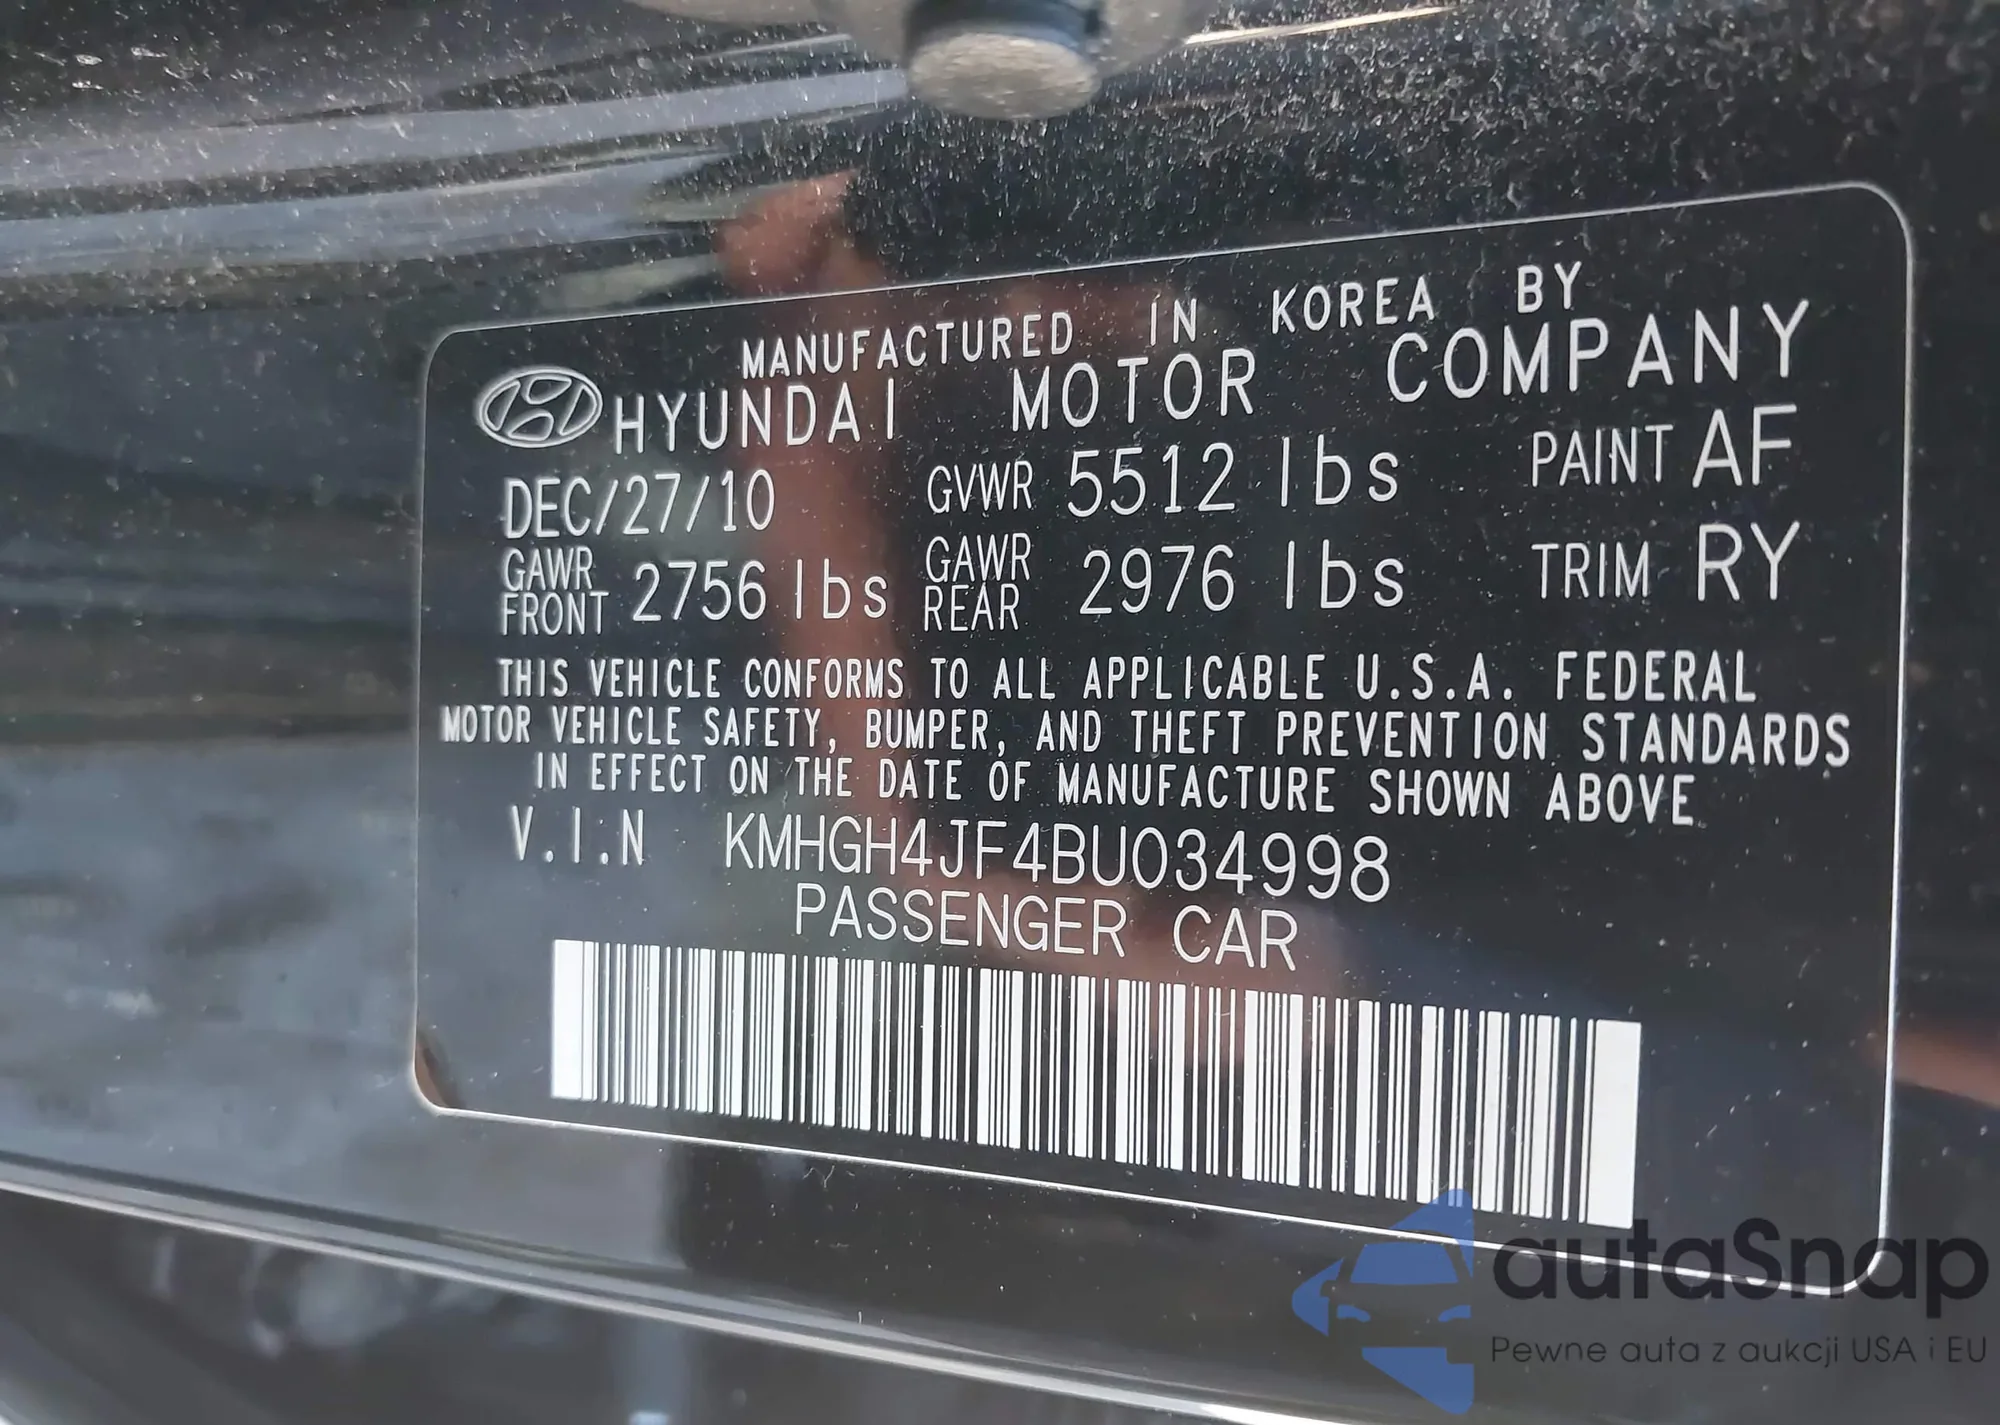 MANUFACTURED IN KOREA BY
HYUNDAI MOTOR COMPANY
DEC/27/10 GVWR 5512 lbs PAINT AF
GAWR FRONT 2756 lbs GAWR REAR 2976 lbs TRIM RY
THIS VEHICLE CONFORMS TO ALL APPLICABLE U.S.A. FEDERAL
MOTOR VEHICLE SAFETY, BUMPER, AND THEFT PREVENTION STANDARDS
IN EFFECT ON THE DATE OF MANUFACTURE SHOWN ABOVE
V.I.N KMHGH4JF4BU034998
PASSENGER CAR
autaSnap
Pewne auta z aukcji USA i EU